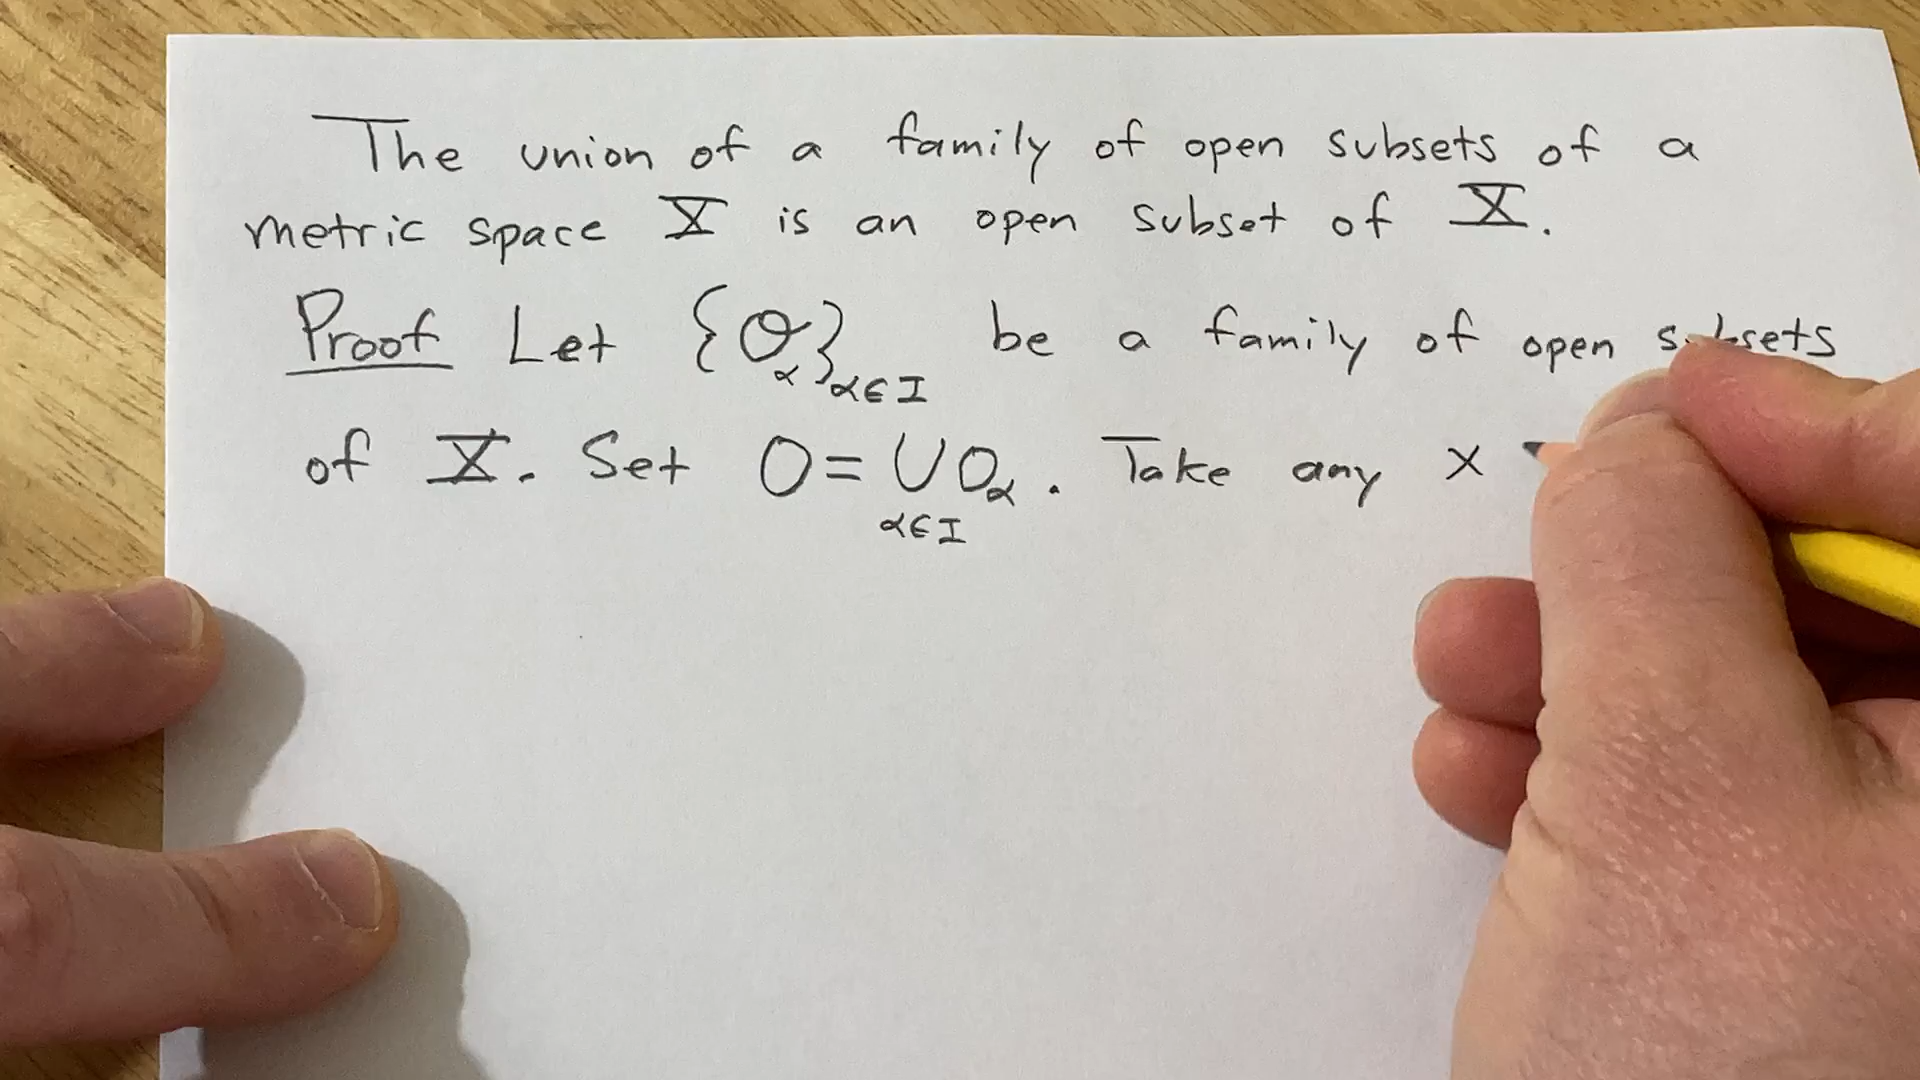 The union of a family of open subsets of a
metric space X is an open subset of X.
Proof Let {O_α}_{α∈I} be a family of open subsets
of X. Set O = ∪_{α∈I} O_α. Take any x